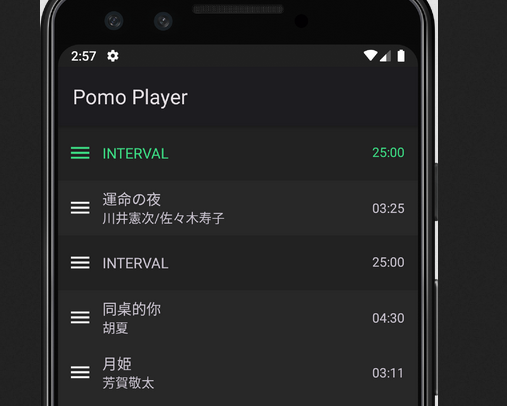 2:57
Pomo Player
INTERVAL 25:00
運命の夜 03:25
川井憲次/佐々木寿子
INTERVAL 25:00
同桌的你 04:30
胡夏
月姫 03:11
芳賀敬太